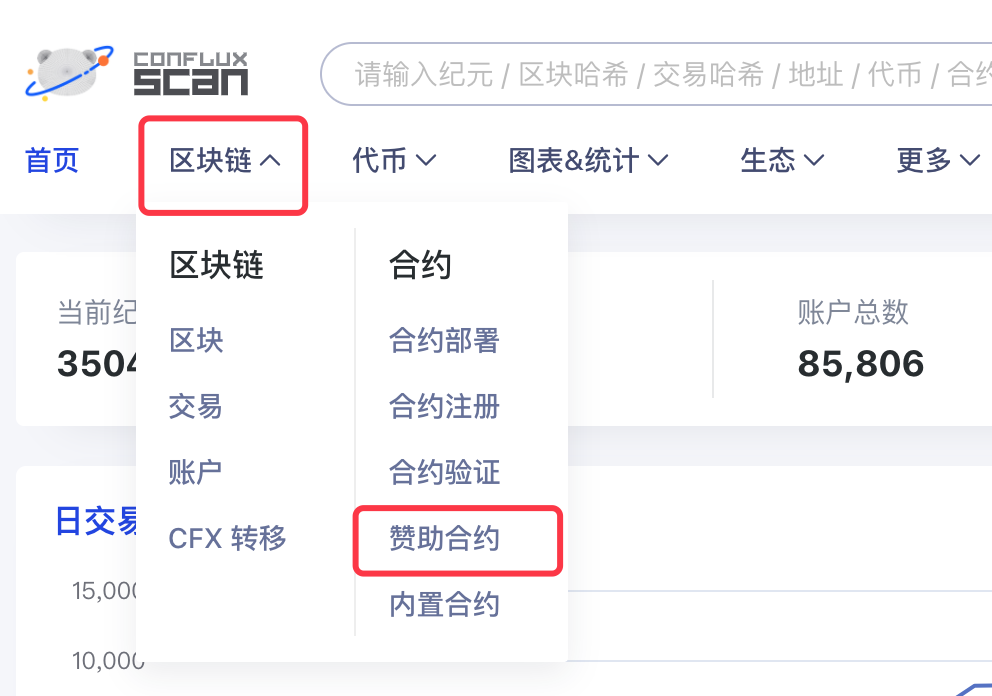 CONFLUX
SCAN
请输入纪元 / 区块哈希 / 交易哈希 / 地址 / 代币 / 合约
首页
区块链
代币
图表&统计
生态
更多
区块链
合约
当前纪
账户总数
区块
合约部署
3504
85,806
交易
合约注册
账户
合约验证
日交易
CFX 转移
赞助合约
15,000
内置合约
10,000